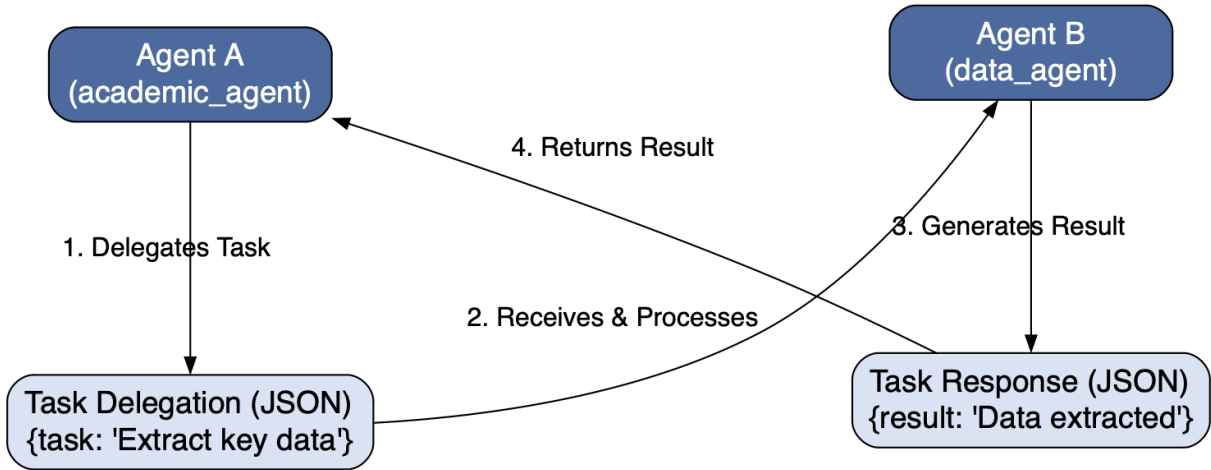 Agent A
(academic_agent)
Agent B
(data_agent)
4. Returns Result
3. Generates Result
1. Delegates Task
2. Receives & Processes
Task Delegation (JSON)
{task: 'Extract key data'}
Task Response (JSON)
{result: 'Data extracted'}